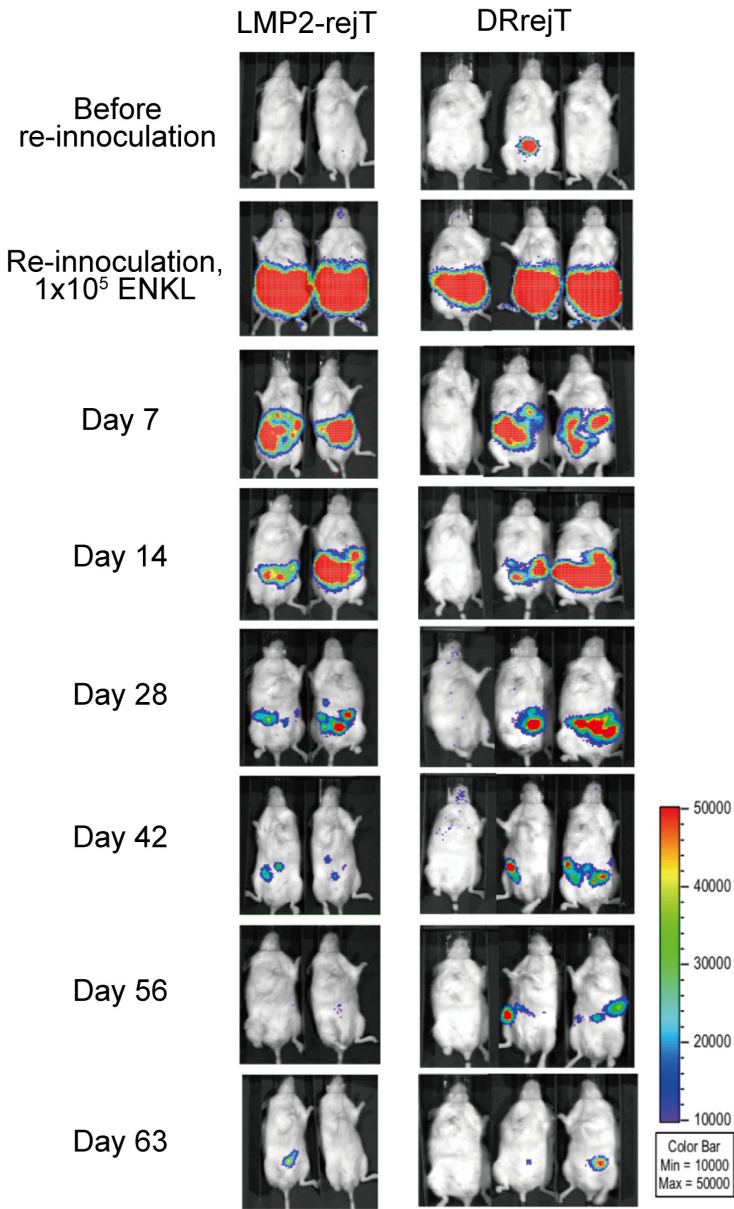 LMP2-rejT DRrejT
Before
re-innoculation
Re-innoculation,
1x10⁵ ENKL
Day 7
Day 14
Day 28
Day 42
Day 56
Day 63
50000
40000
30000
20000
10000
Color Bar
Min = 10000
Max = 50000